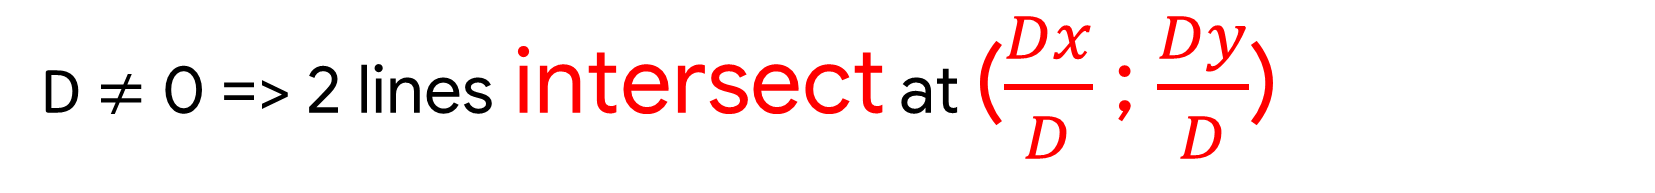 D ≠ 0 => 2 lines intersect at (Dx/D ; Dy/D)